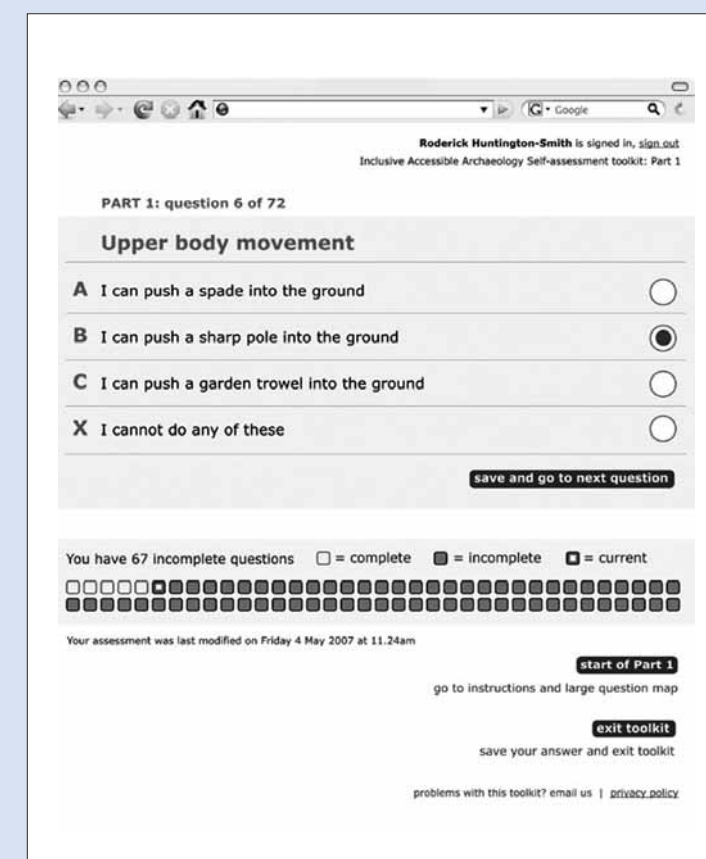 Google
Roderick Huntington-Smith is signed in, sign out
Inclusive Accessible Archaeology Self-assessment toolkit: Part 1
PART 1: question 6 of 72
Upper body movement
A I can push a spade into the ground
B I can push a sharp pole into the ground
C I can push a garden trowel into the ground
X I cannot do any of these
save and go to next question
You have 67 incomplete questions = complete = incomplete = current
Your assessment was last modified on Friday 4 May 2007 at 11.24am
start of Part 1
go to instructions and large question map
exit toolkit
save your answer and exit toolkit
problems with this toolkit? email us | privacy policy